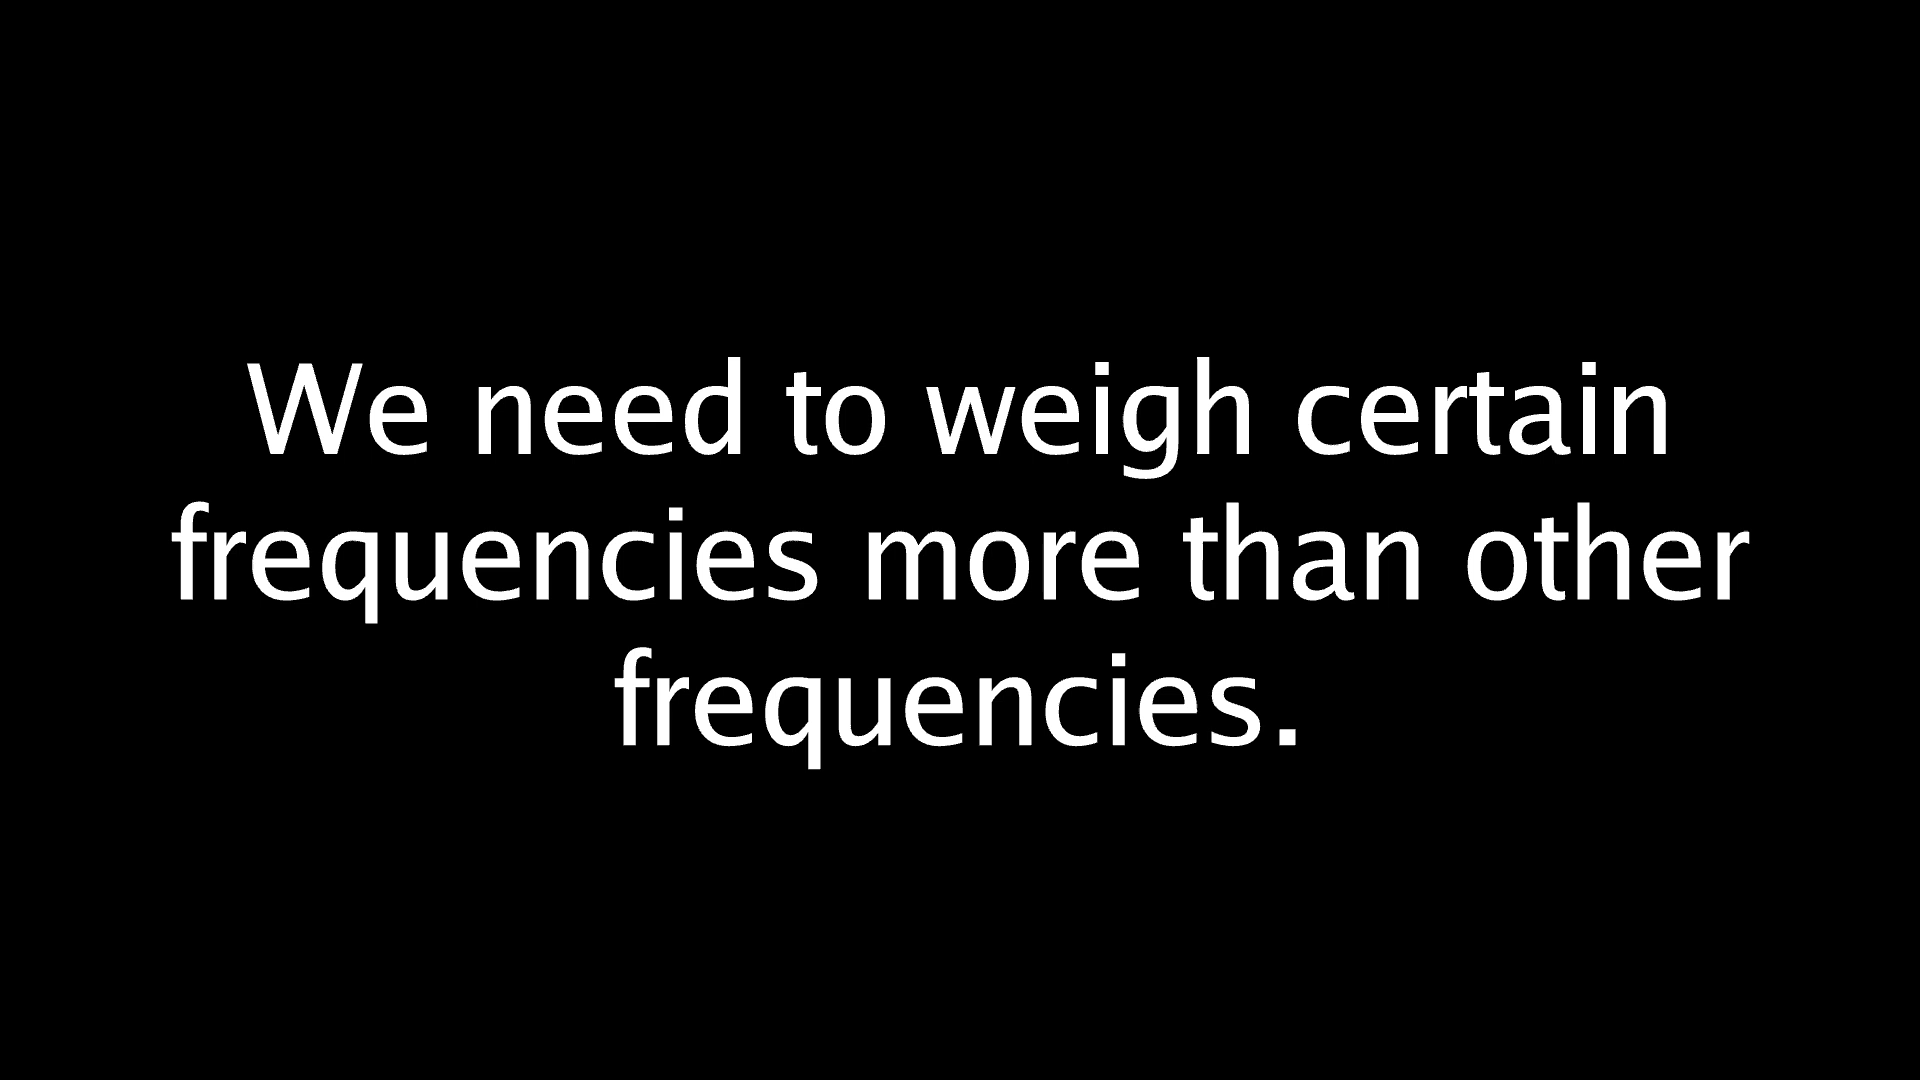 We need to weigh certain
frequencies more than other
frequencies.